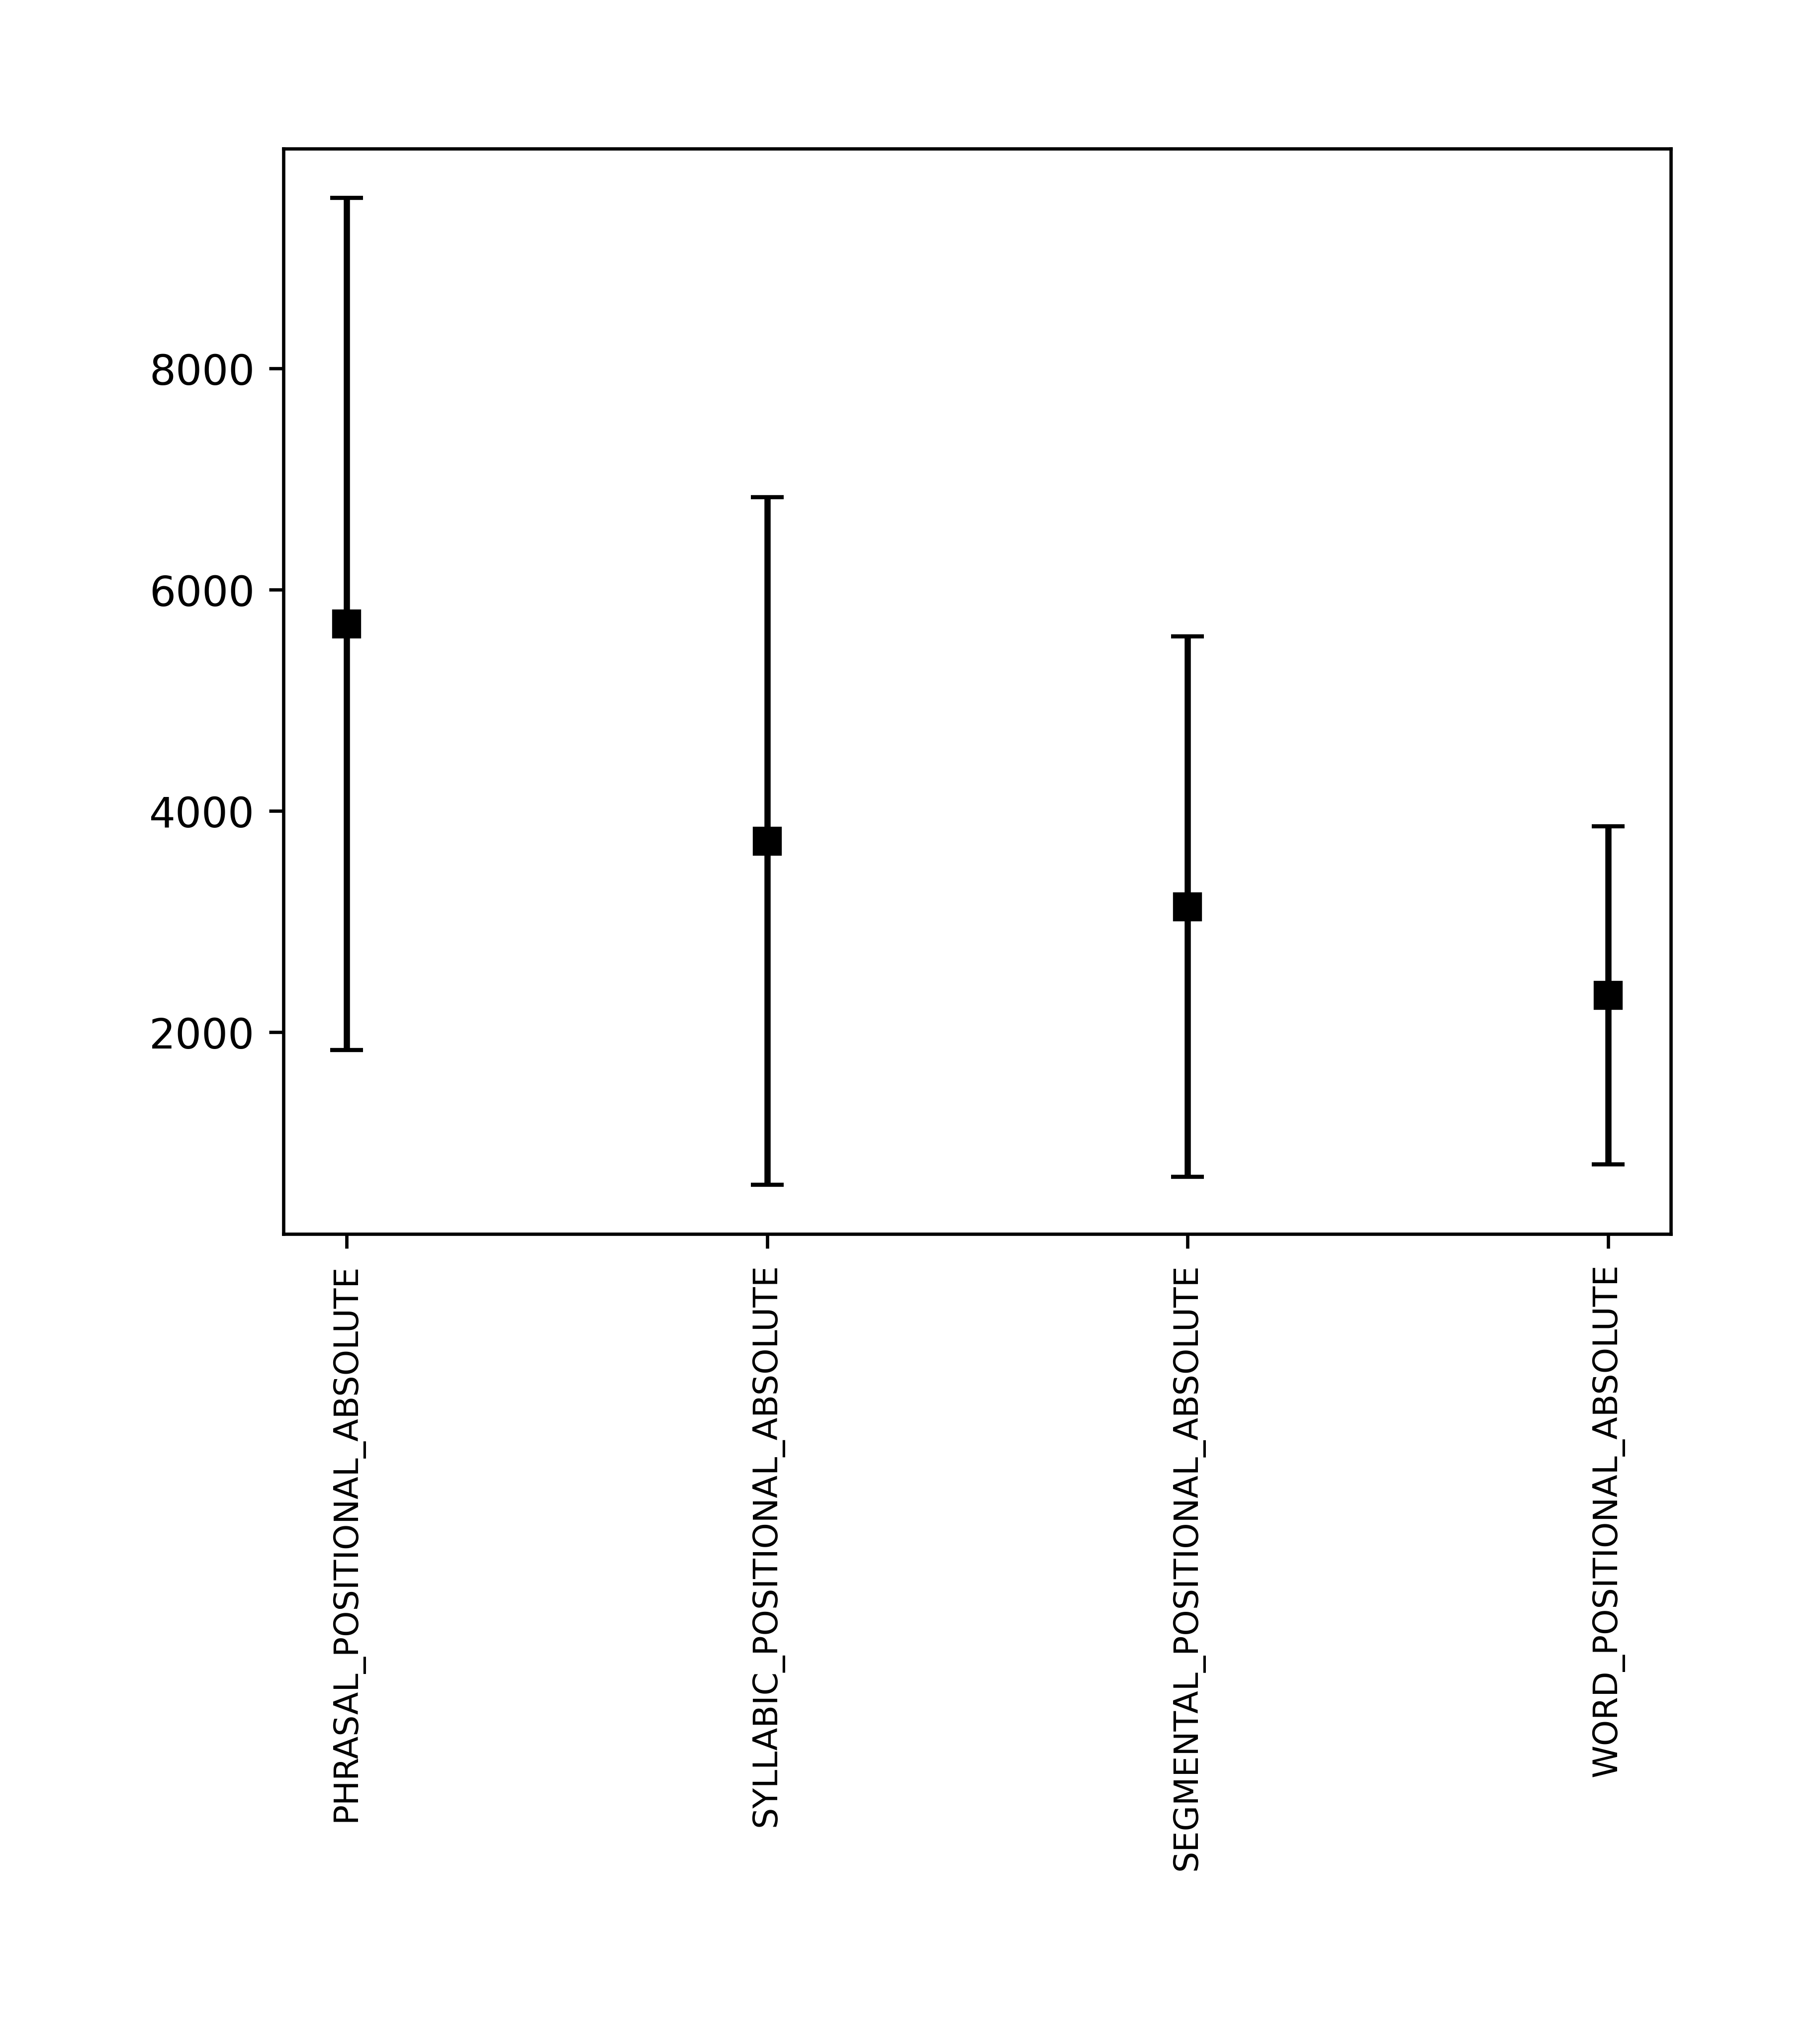 8000
6000
4000
2000
PHRASAL_POSITIONAL_ABSOLUTE
SYLLABIC_POSITIONAL_ABSOLUTE
SEGMENTAL_POSITIONAL_ABSOLUTE
WORD_POSITIONAL_ABSOLUTE